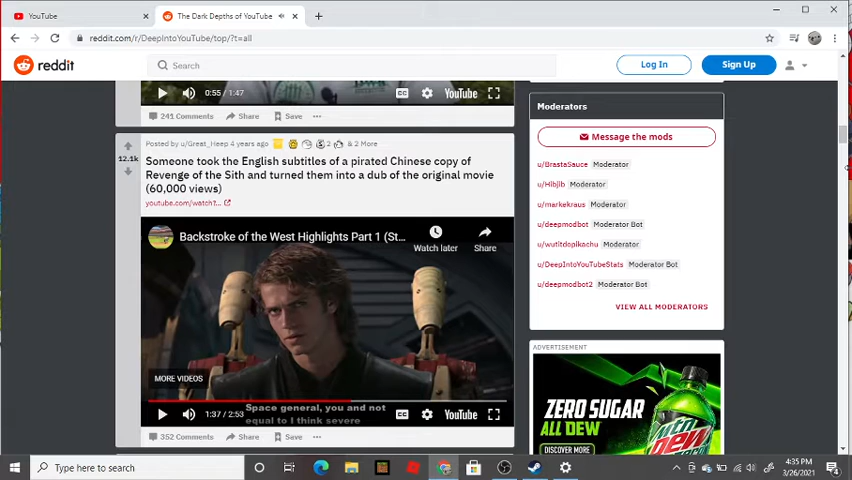 YouTube
The Dark Depths of YouTube
reddit.com/r/DeepIntoYouTube/top/?t=all
reddit
Search
Log In
Sign Up
0:55 / 1:47
YouTube
241 Comments Share Save
Posted by u/Great_Heep 4 years ago 2 & 2 More
12.1k
Someone took the English subtitles of a pirated Chinese copy of
Revenge of the Sith and turned them into a dub of the original movie
(60,000 views)
youtube.com/watch?...
Backstroke of the West Highlights Part 1 (St...
Watch later
Share
MORE VIDEOS
1:37 / 2:53
Space general, you and not
equal to I think severe
YouTube
352 Comments Share Save
Moderators
Message the mods
u/BrastaSauce Moderator
u/Hibjib Moderator
u/markekraus Moderator
u/deepmodbot Moderator Bot
u/wutitdopikachu Moderator
u/DeepIntoYouTubeStats Moderator Bot
u/deepmodbot2 Moderator Bot
VIEW ALL MODERATORS
ADVERTISEMENT
ZERO SUGAR
ALL DEW
DISCOVER MORE
mtn
DEW
Type here to search
4:35 PM
3/26/2021
4